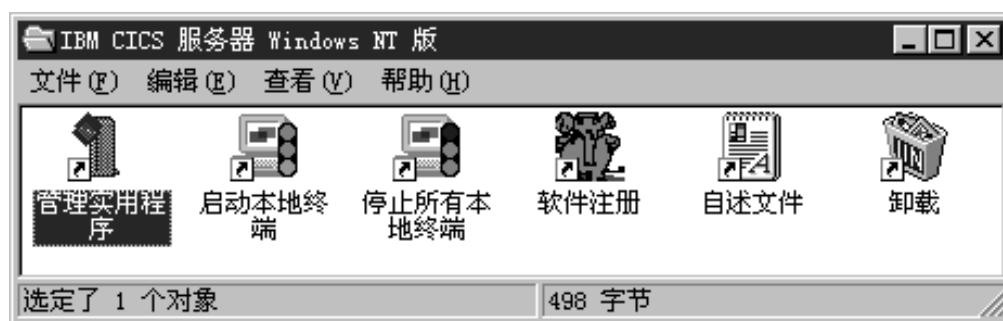 IBM CICS 服务器 Windows NT 版
文件(F) 编辑(E) 查看(V) 帮助(H)
管理实用程
序
启动本地终
端
停止所有本
地终端
软件注册
自述文件
卸载
选定了 1 个对象
498 字节